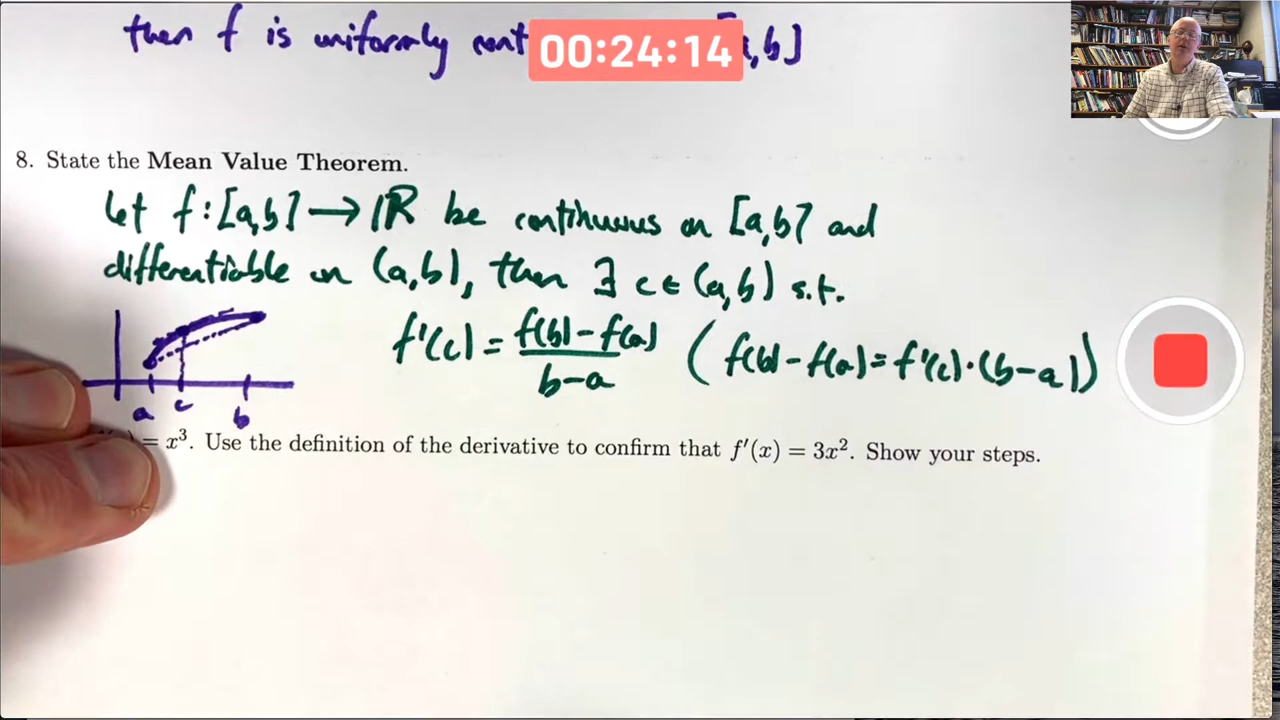 then f is uniformly cont
00:24:14
a,b]
8. State the Mean Value Theorem.
Let f:[a,b]→ℝ be continuous on [a,b] and
differentiable on (a,b), then ∃ c∈(a,b) s.t.
f'(c) = f(b)-f(a) / b-a (f(b)-f(a)=f'(c)·(b-a))
a c b
= x³. Use the definition of the derivative to confirm that f′(x) = 3x². Show your steps.